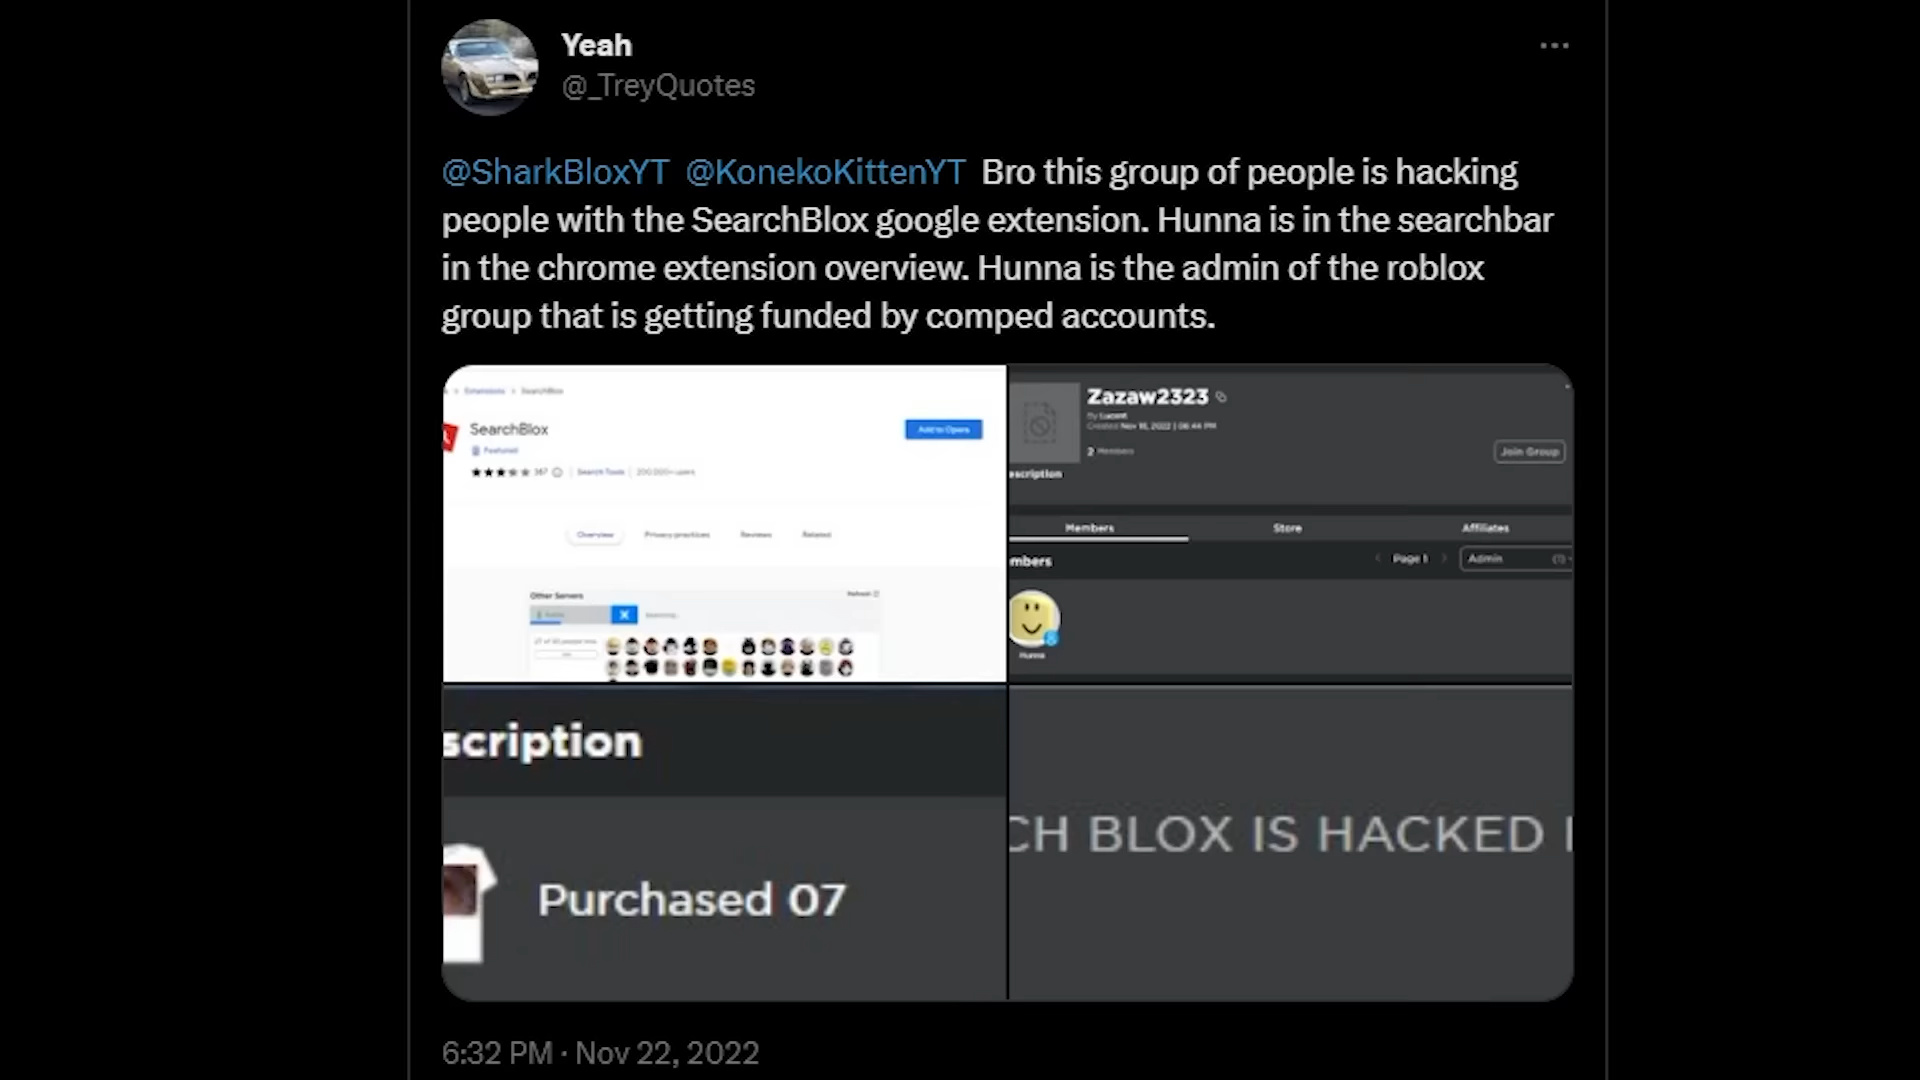 Yeah
@_TreyQuotes
@SharkBloxYT @KonekoKittenYT Bro this group of people is hacking
people with the SearchBlox google extension. Hunna is in the searchbar
in the chrome extension overview. Hunna is the admin of the roblox
group that is getting funded by comped accounts.
Extensions > SearchBlox
SearchBlox
Featured
367 Search Tools 200,000+ users
Add to Opera
Overview Privacy practices Reviews Related
Other Servers
Refresh
Zazaw2323
By Lucent
Created Nov 18, 2022 | 06:44 PM
2 Members
Join Group
escription
Members Store Affiliates
mbers
Page 1
Admin (1)
Hunna
scription
Purchased 07
CH BLOX IS HACKED
6:32 PM · Nov 22, 2022